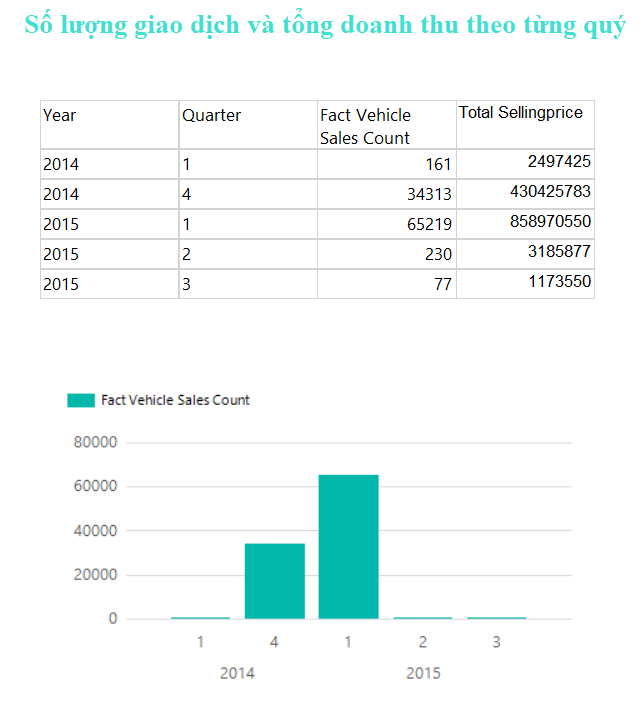 Số lượng giao dịch và tổng doanh thu theo từng quý
Year Quarter Fact Vehicle Sales Count Total Sellingprice
2014 1 161 2497425
2014 4 34313 430425783
2015 1 65219 858970550
2015 2 230 3185877
2015 3 77 1173550
Fact Vehicle Sales Count
80000
60000
40000
20000
0
1 4 1 2 3
2014 2015